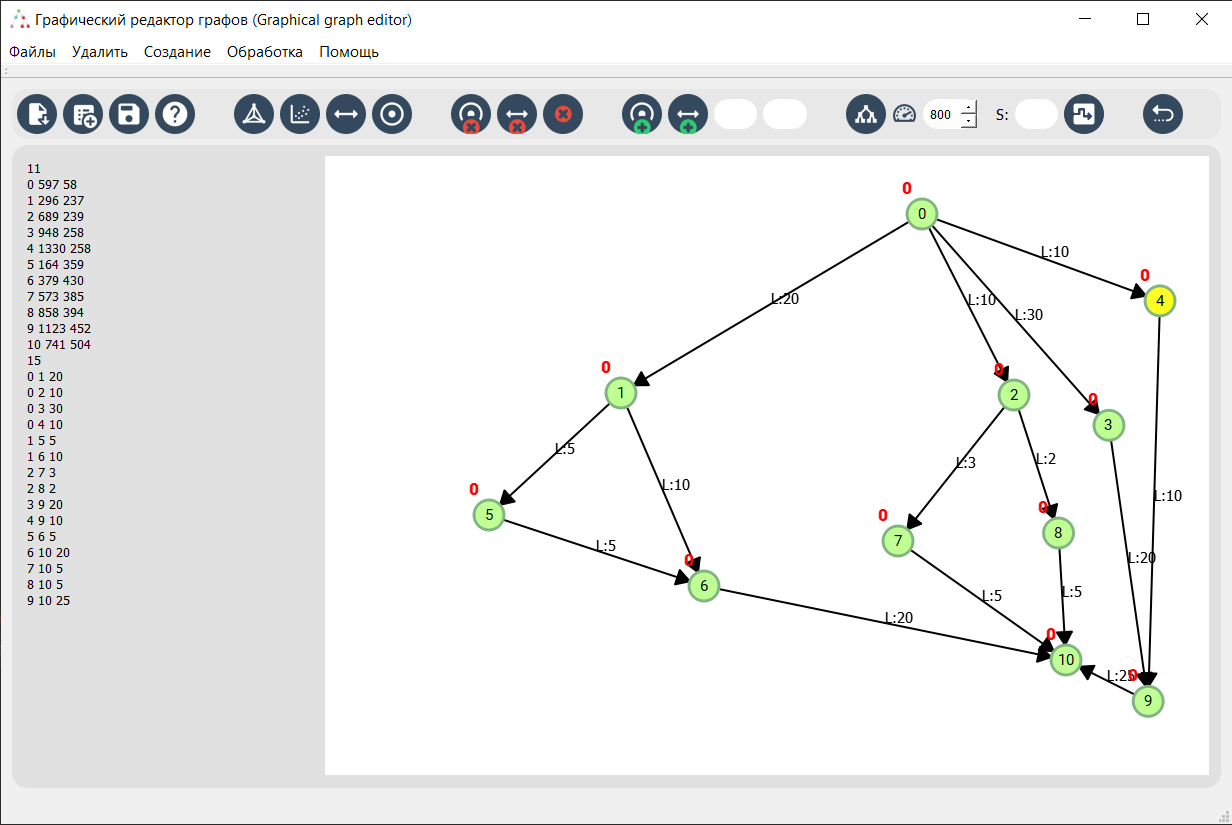 Графический редактор графов (Graphical graph editor)
Файлы Удалить Создание Обработка Помощь
800 S:
11
0 597 58
1 296 237
2 689 239
3 948 258
4 1330 258
5 164 359
6 379 430
7 573 385
8 858 394
9 1123 452
10 741 504
15
0 1 20
0 2 10
0 3 30
0 4 10
1 5 5
1 6 10
2 7 3
2 8 2
3 9 20
4 9 10
5 6 5
6 10 20
7 10 5
8 10 5
9 10 25
0
0
L:10
0
4
L:20
L:10
L:30
0
0
1
2
0
3
L:5
L:3
L:2
L:10
L:10
0
5
0
7
0
8
L:5
L:20
0
6
L:5
L:5
L:20
0
10
L:25
0
9